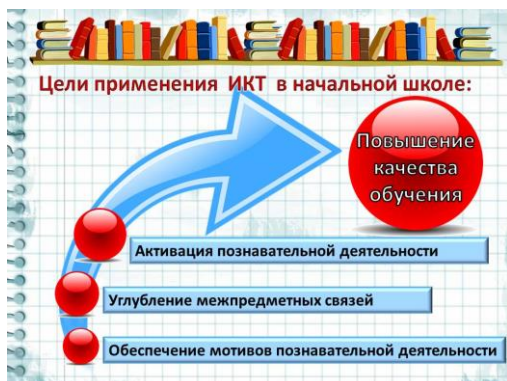 Цели применения ИКТ в начальной школе:
Повышение
качества
обучения
Активация познавательной деятельности
Углубление межпредметных связей
Обеспечение мотивов познавательной деятельности